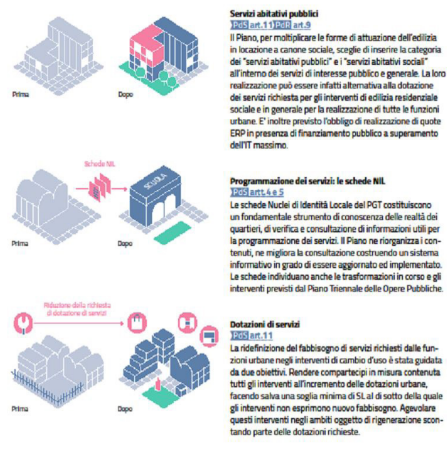 Servizi abitativi pubblici
PdS art.11 PdR art.9
Il Piano, per moltiplicare le forme di attuazione dell'edilizia
in locazione a canone sociale, sceglie di inserire la categoria
dei "servizi abitativi pubblici" e i "servizi abitativi sociali"
all'interno dei servizi di interesse pubblico e generale. La loro
realizzazione può essere infatti alternativa alla dotazione
dei servizi richiesta per gli interventi di edilizia residenziale
sociale e in generale per la realizzazione di tutte le funzioni
urbane. E' inoltre previsto l'obbligo di realizzazione di quote
ERP in presenza di finanziamento pubblico a superamento
dell'IT massimo.
Prima
Dopo
Schede NIL
SCUOLA
Prima
Dopo
Programmazione dei servizi: le schede NIL
PdS artt.4 e 5
Le schede Nuclei di Identità Locale del PGT costituiscono
un fondamentale strumento di conoscenza delle realtà dei
quartieri, di verifica e consultazione di informazioni utili per
la programmazione dei servizi. Il Piano ne riorganizza i con-
tenuti, ne migliora la consultazione costruendo un sistema
informativo in grado di essere aggiornato ed implementato.
Le schede individuano anche le trasformazioni in corso e gli
interventi previsti dal Piano Triennale delle Opere Pubbliche.
Riduzione della richiesta
di dotazione di servizi
Prima
Dopo
Dotazioni di servizi
PdS art.11
La ridefinizione del fabbisogno di servizi richiesti dalle fun-
zioni urbane negli interventi di cambio d'uso è stata guidata
da due obiettivi. Rendere compartecipi in misura contenuta
tutti gli interventi all'incremento delle dotazioni urbane,
facendo salva una soglia minima di SL al di sotto della quale
gli interventi non esprimono nuovo fabbisogno. Agevolare
questi interventi negli ambiti oggetto di rigenerazione scon-
tando parte delle dotazioni richieste.